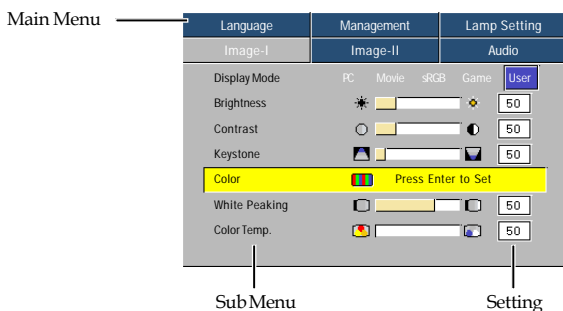 Main Menu
Language Management Lamp Setting
Image-I Image-II Audio
Display Mode PC Movie sRGB Game User
Brightness 50
Contrast 50
Keystone 50
Color Press Enter to Set
White Peaking 50
Color Temp. 50
Sub Menu Setting